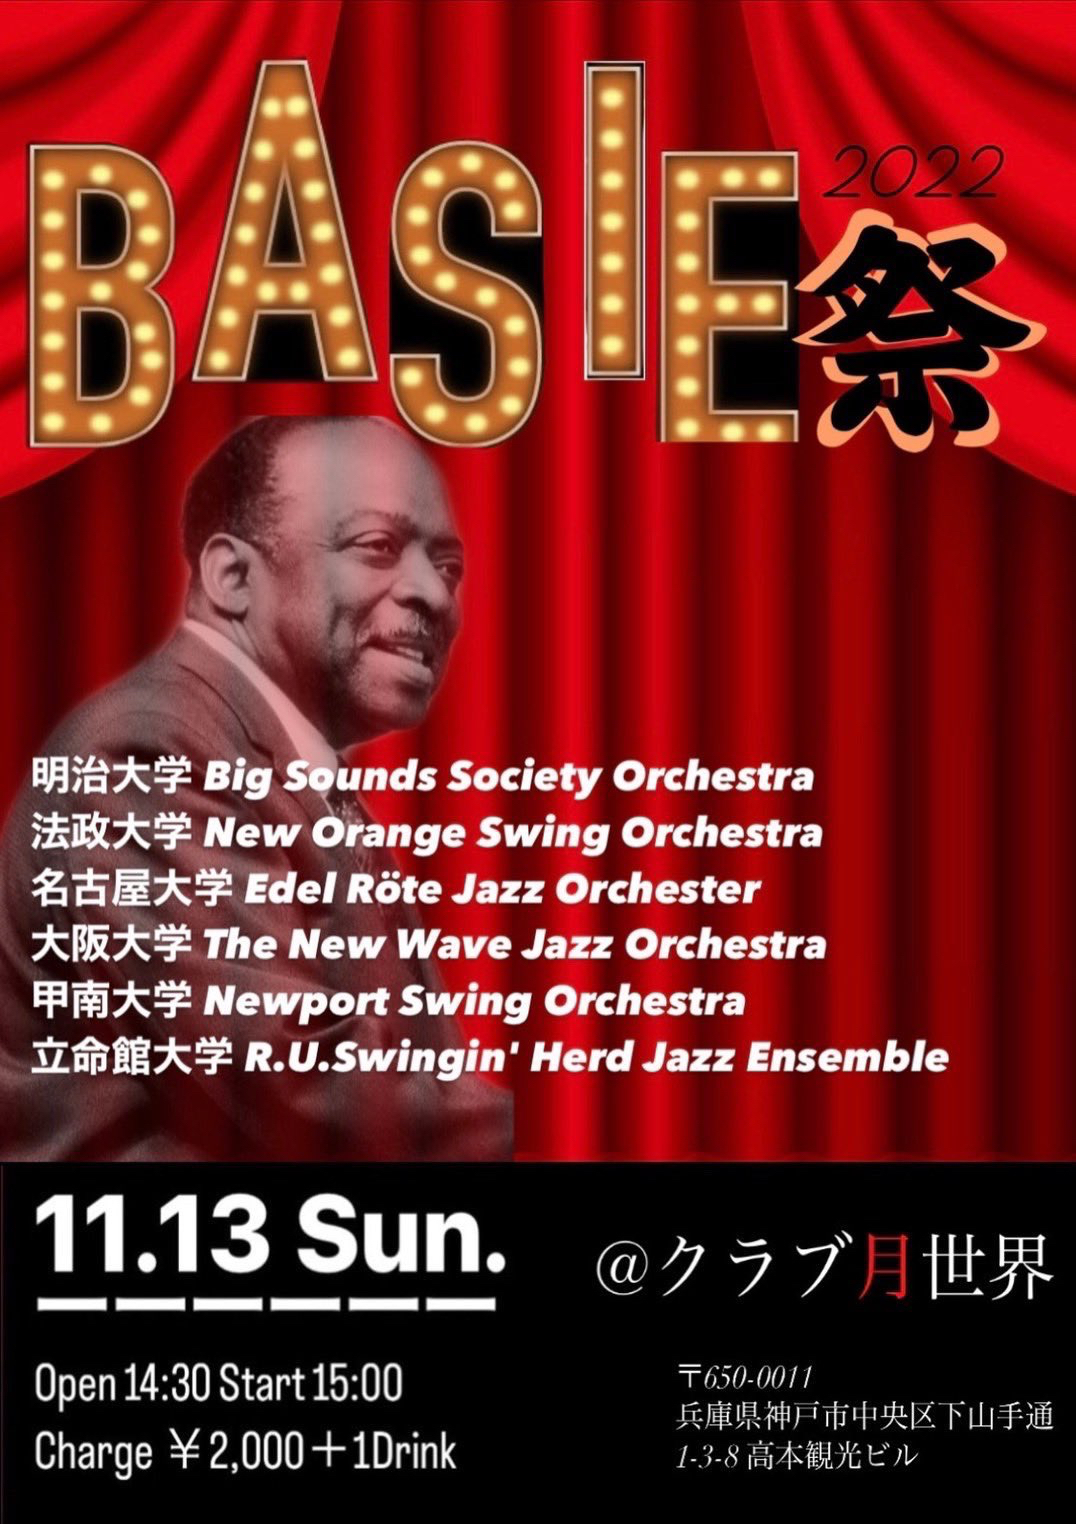 BASIE祭
2022
明治大学 Big Sounds Society Orchestra
法政大学 New Orange Swing Orchestra
名古屋大学 Edel Röte Jazz Orchester
大阪大学 The New Wave Jazz Orchestra
甲南大学 Newport Swing Orchestra
立命館大学 R.U.Swingin' Herd Jazz Ensemble
11.13 Sun.
@クラブ月世界
Open 14:30 Start 15:00
Charge ￥2,000＋1Drink
〒650-0011
兵庫県神戸市中央区下山手通
1-3-8 高本観光ビル